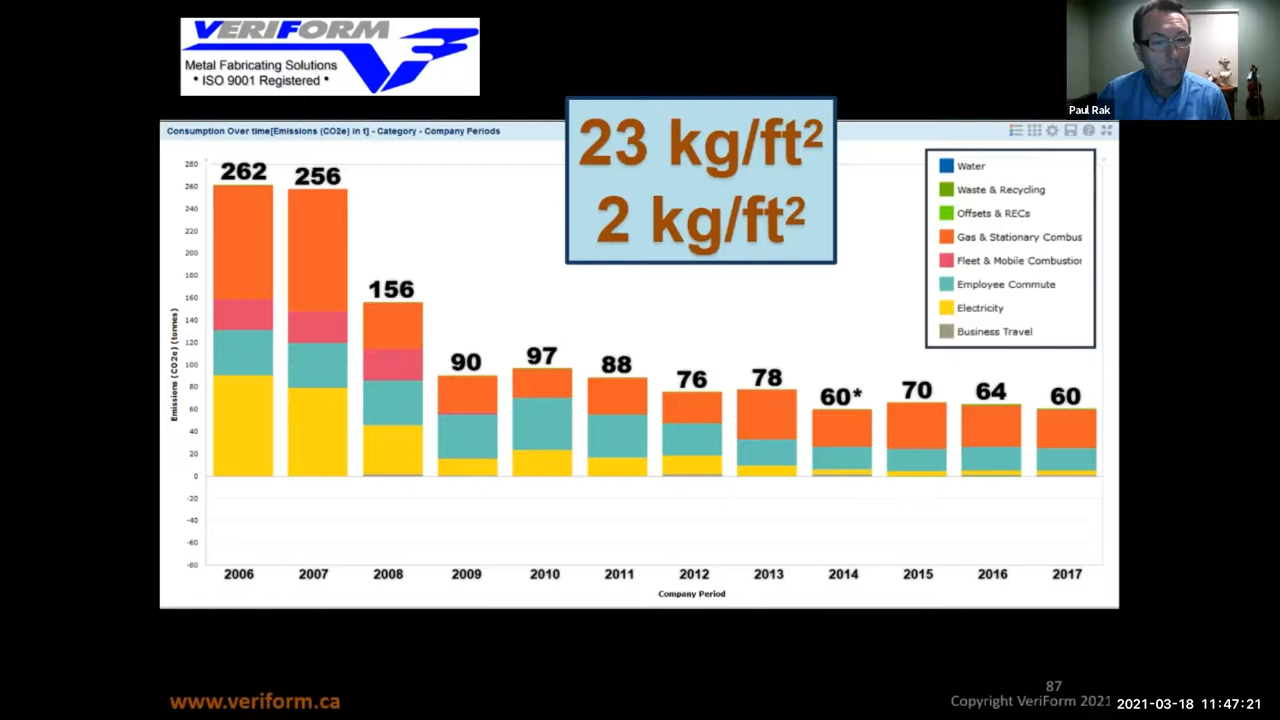 VERIFORM
Metal Fabricating Solutions
• ISO 9001 Registered •
Paul Rak
Consumption Over time[Emissions (CO2e) in t] - Category - Company Periods
23 kg/ft²
2 kg/ft²
Water
Waste & Recycling
Offsets & RECs
Gas & Stationary Combus
Fleet & Mobile Combustion
Employee Commute
Electricity
Business Travel
262
256
156
90
97
88
76
78
60*
70
64
60
Emissions (CO2e) (tonnes)
280
260
240
220
200
180
160
140
120
100
80
60
40
20
0
-20
-40
-60
-80
2006 2007 2008 2009 2010 2011 2012 2013 2014 2015 2016 2017
Company Period
www.veriform.ca
87
Copyright VeriForm 2021
2021-03-18 11:47:21